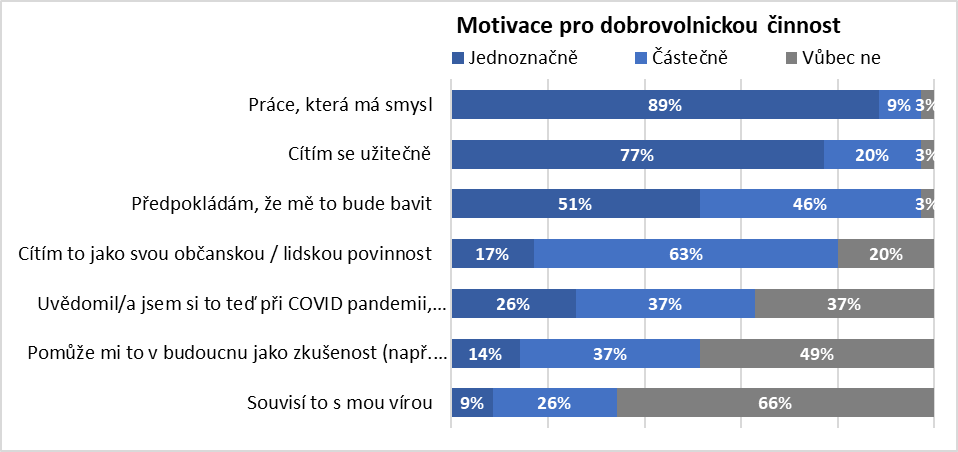 Motivace pro dobrovolnickou činnost
Jednoznačně Částečně Vůbec ne
Práce, která má smysl 89% 9% 3%
Cítím se užitečně 77% 20% 3%
Předpokládám, že mě to bude bavit 51% 46% 3%
Cítím to jako svou občanskou / lidskou povinnost 17% 63% 20%
Uvědomil/a jsem si to teď při COVID pandemii,... 26% 37% 37%
Pomůže mi to v budoucnu jako zkušenost (např. ... 14% 37% 49%
Souvisí to s mou vírou 9% 26% 66%